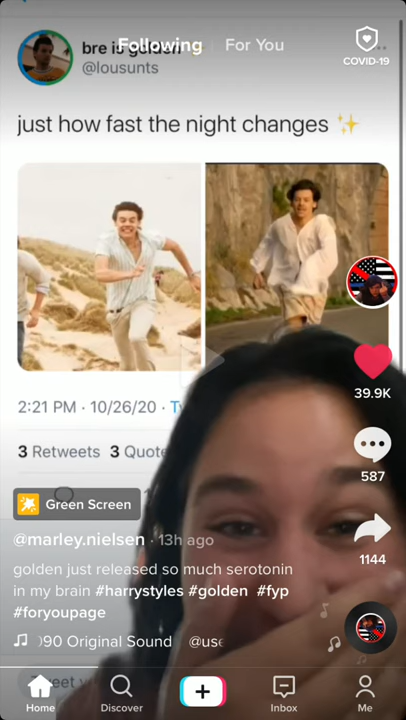 Following For You
bre is golden
@lousunts
COVID-19
just how fast the night changes ✨
39.9K
2:21 PM · 10/26/20 ·
587
3 Retweets 3 Quote
Green Screen
@marley.nielsen · 13h ago
1144
golden just released so much serotonin
in my brain #harrystyles #golden #fyp
#foryoupage
)90 Original Sound @use
Home Discover Inbox Me